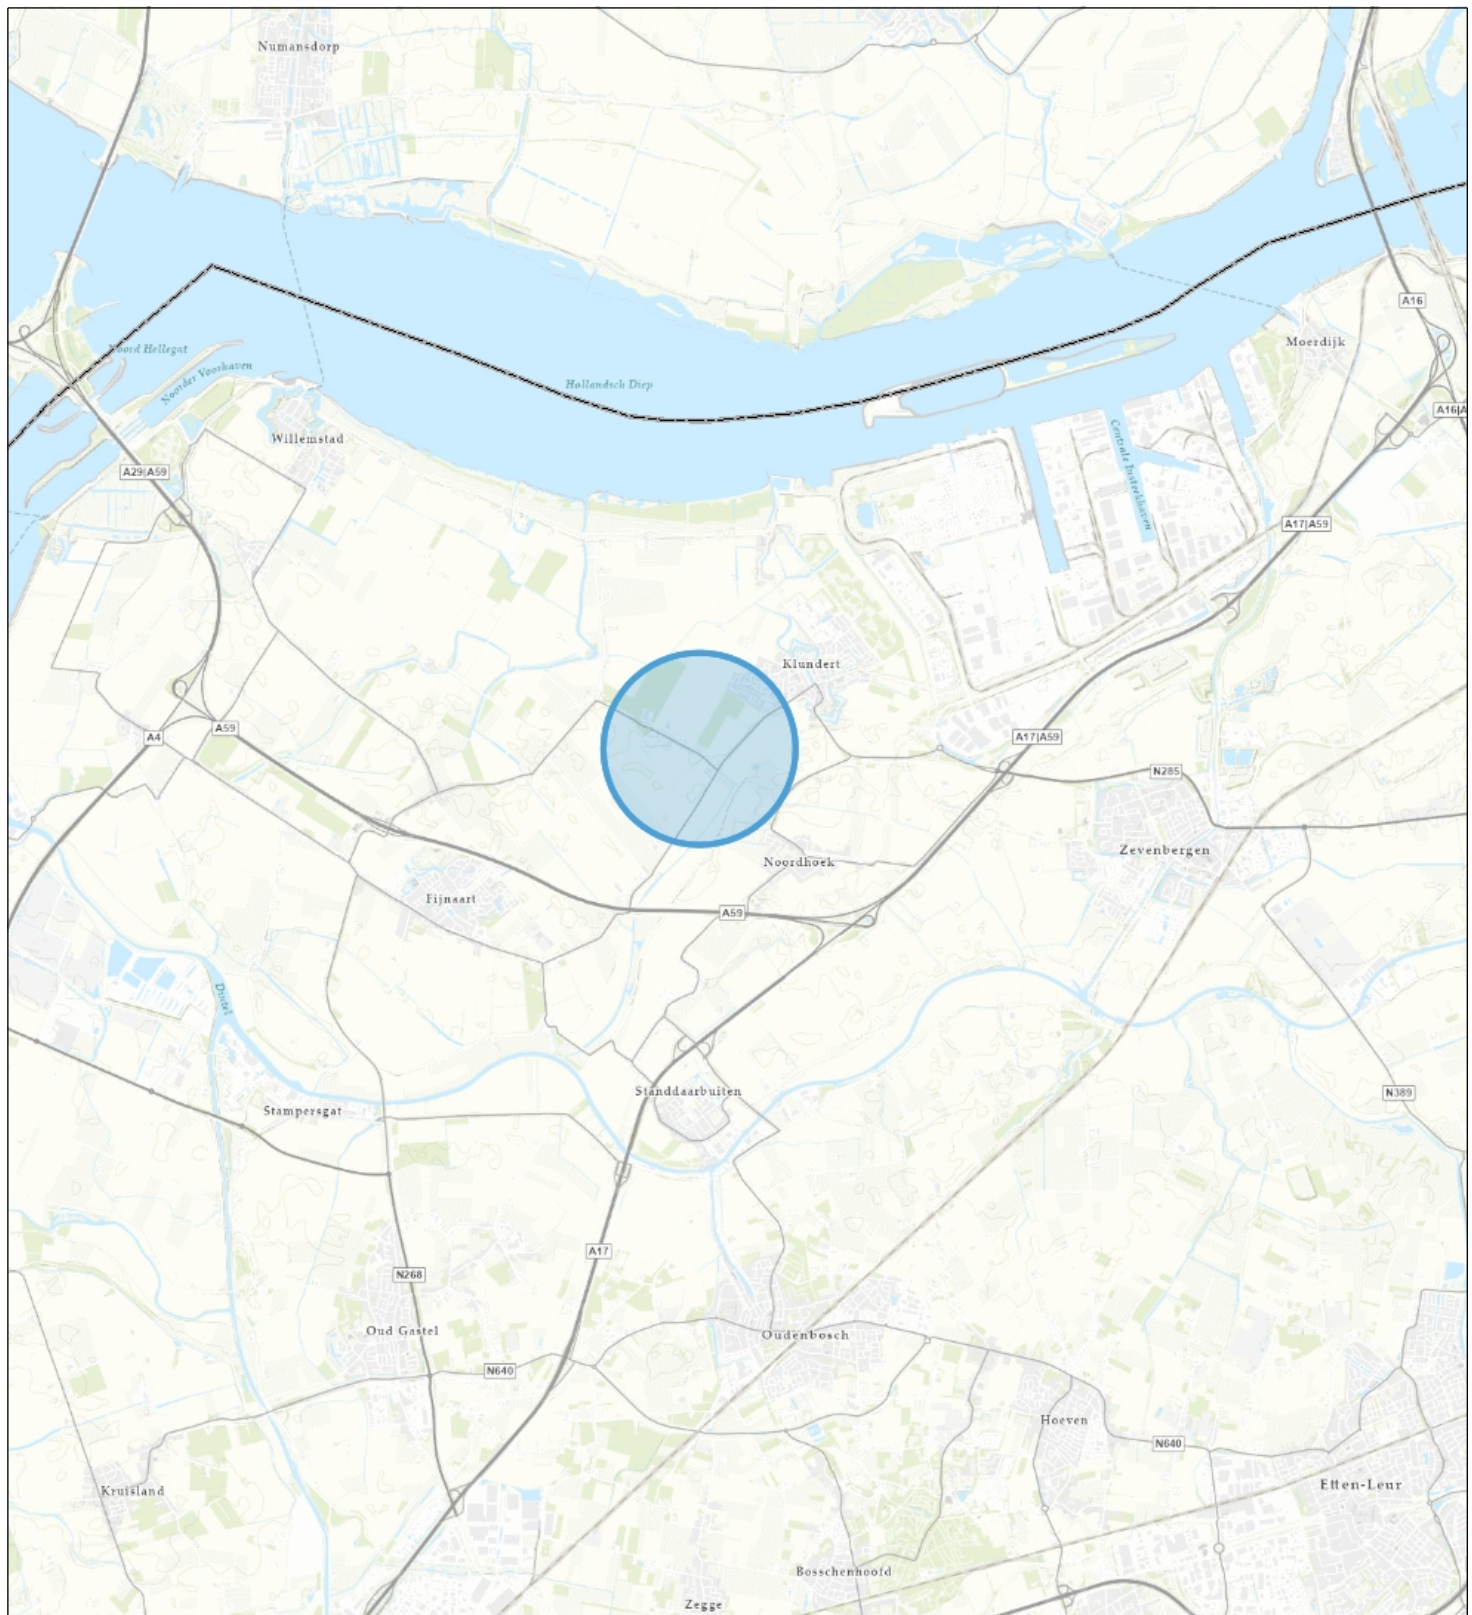 Numansdorp
A16
Noord Hellegat
Moerdijk
Noorder Voorhaven
Hollandsch Diep
A16|A
Willemstad
Centrale Insteekhaven
A29|A59
A17|A59
Klundert
A59
A4
A17|A59
N285
Zevenbergen
Noordhoek
Fijnaart
A59
Dintel
Standdaarbuiten
N389
Stampersgat
A17
N268
Oud Gastel
Oudenbosch
N640
Hoeven
N640
Kruisland
Etten-Leur
Bosschenhoofd
Zegge